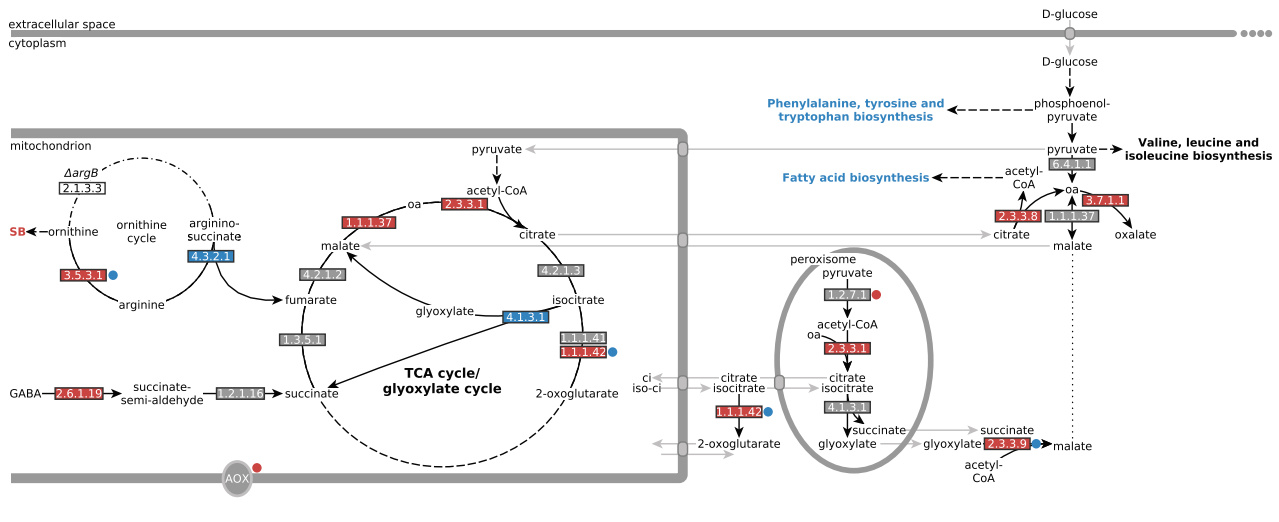 D-glucose
extracellular space
cytoplasm
D-glucose
Phenylalanine, tyrosine and
tryptophan biosynthesis
phosphoenol-
pyruvate
mitochondrion
pyruvate
pyruvate
Valine, leucine and
isoleucine biosynthesis
6.4.1.1
ΔargB
2.1.3.3
acetyl-CoA
Fatty acid biosynthesis
acetyl-
CoA
oa
3.7.1.1
oa
2.3.3.1
1.1.1.37
2.3.3.8
1.1.1.37
SB
ornithine
ornithine
cycle
arginino-
succinate
citrate
citrate
oxalate
malate
malate
4.3.2.1
peroxisome
pyruvate
3.5.3.1
4.2.1.2
4.2.1.3
1.2.7.1
arginine
fumarate
isocitrate
glyoxylate
4.1.3.1
acetyl-CoA
oa
1.3.5.1
1.1.1.41
1.1.1.42
2.3.3.1
TCA cycle/
glyoxylate cycle
ci
iso-ci
citrate
isocitrate
citrate
isocitrate
GABA
2.6.1.19
succinate-
semi-aldehyde
1.2.1.16
succinate
2-oxoglutarate
1.1.1.42
4.1.3.1
succinate
succinate
2-oxoglutarate
glyoxylate
glyoxylate
2.3.3.9
malate
acetyl-
CoA
AOX